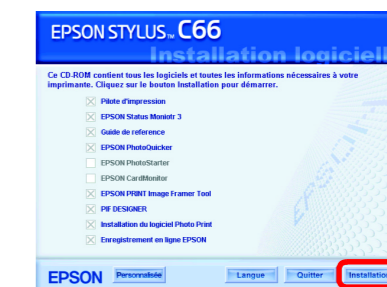 EPSON STYLUS™ C66
Installation logiciell
Ce CD-ROM contient tous les logiciels et toutes les informations nécessaires à votre
imprimante. Cliquez sur le bouton Installation pour démarrer.
Pilote d'impression
EPSON Status Moniotr 3
Guide de reference
EPSON PhotoQuicker
EPSON PhotoStarter
EPSON CardMonitor
EPSON PRINT Image Framer Tool
PIF DESIGNER
Installation du logiciel Photo Print
Enregistrement en ligne EPSON
EPSON Personnalisée Langue Quitter Installation